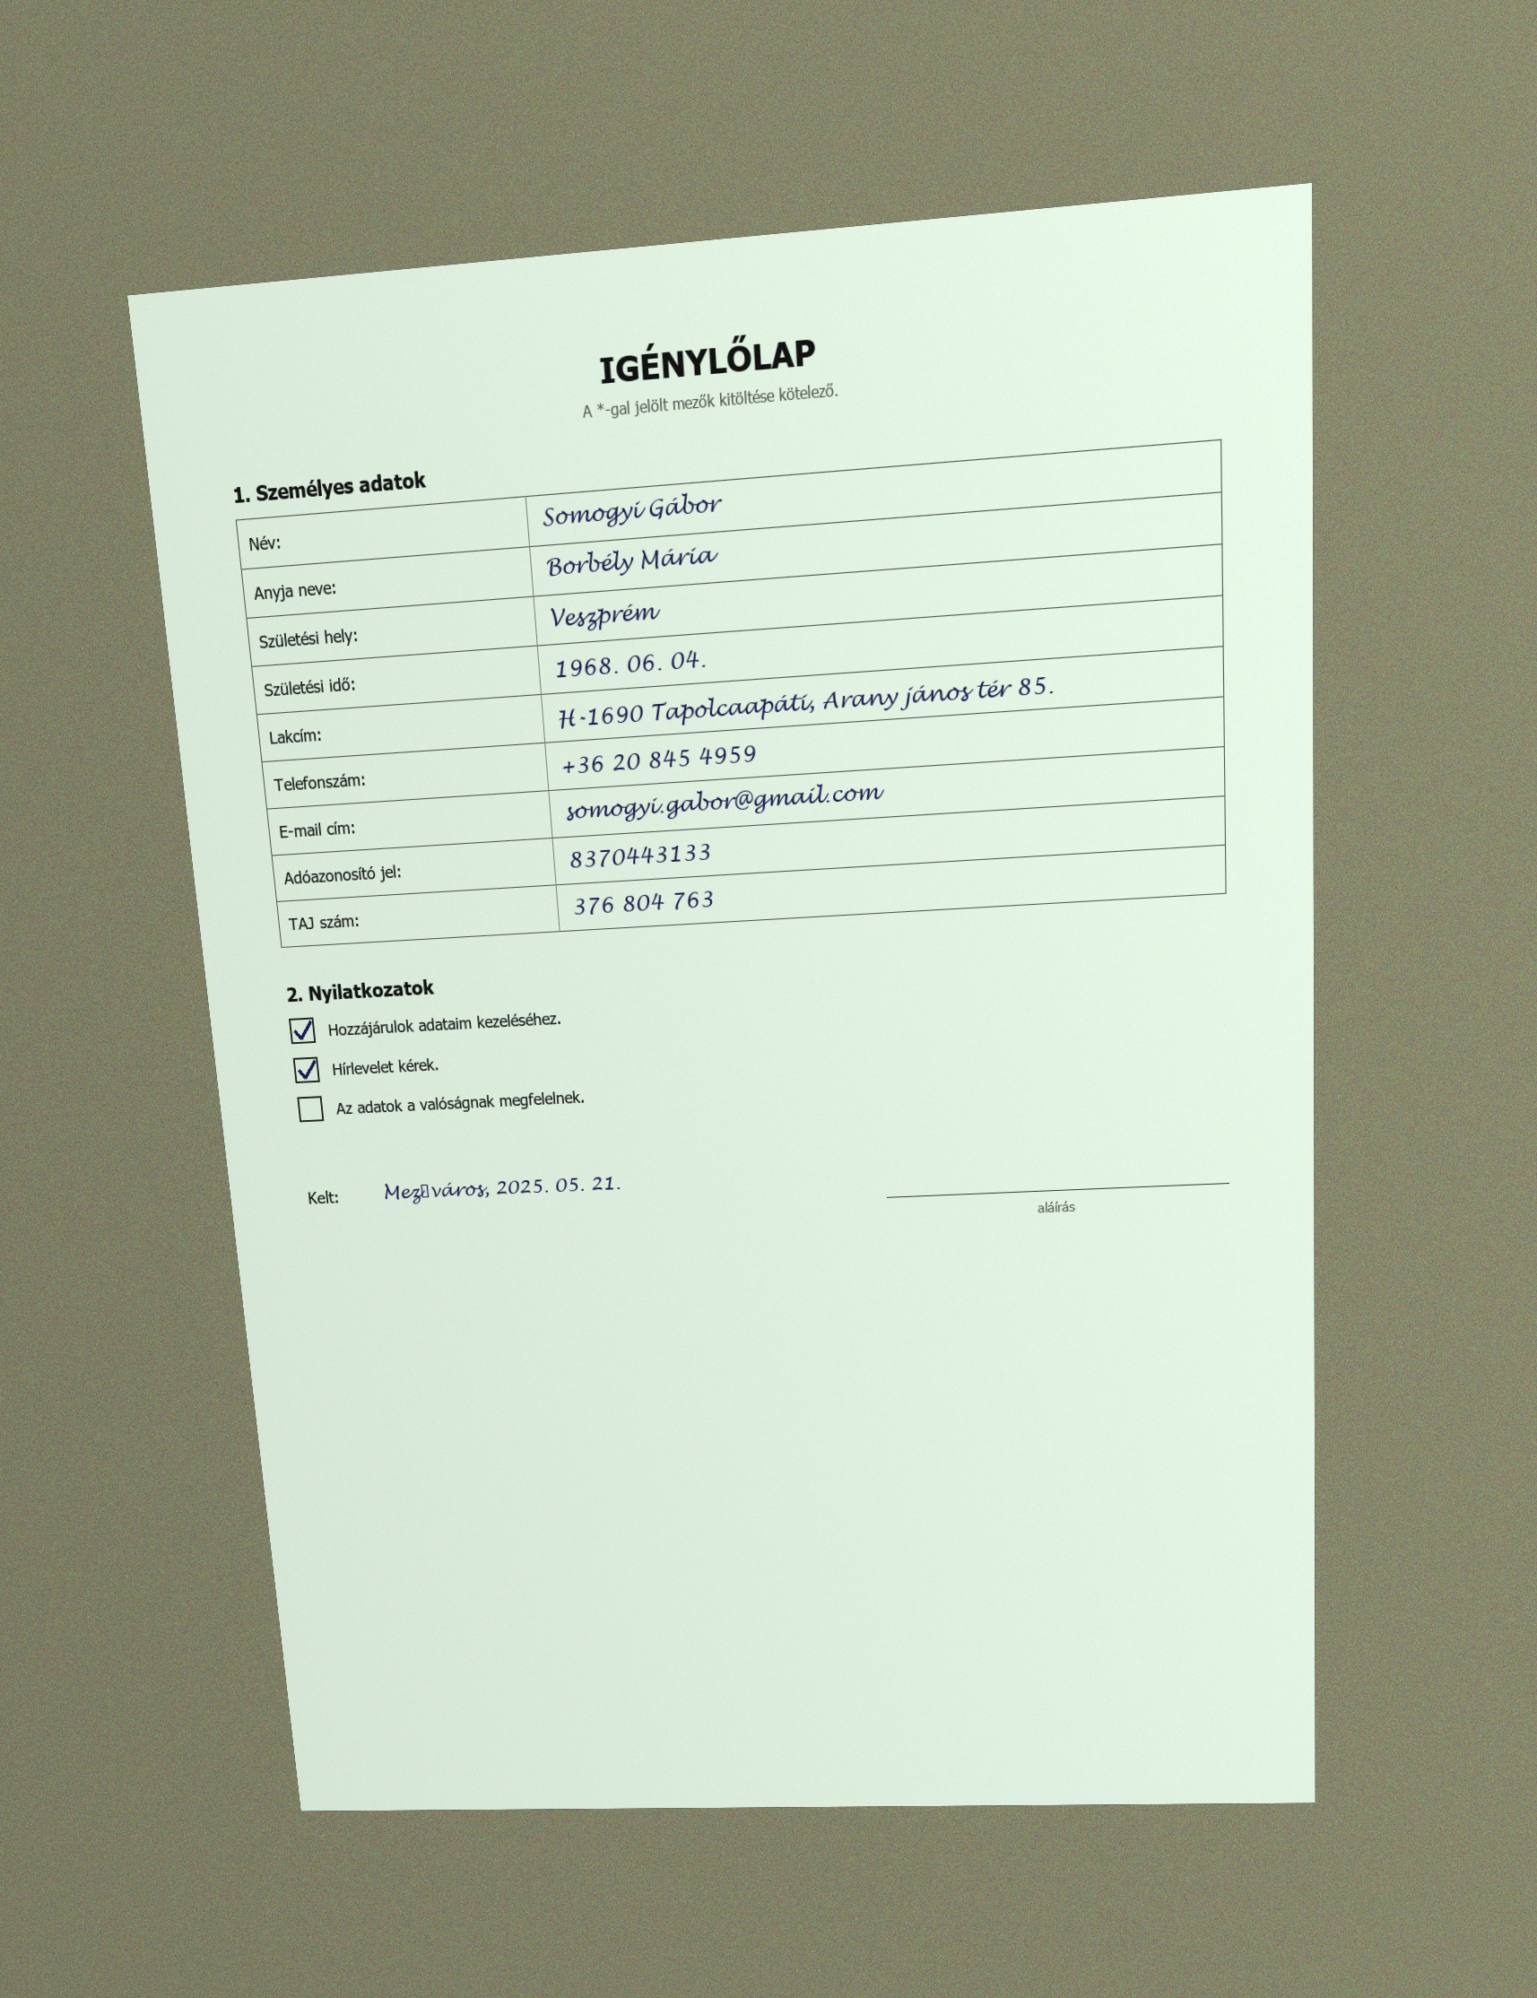 IGÉNYLŐLAP
A *-gal jelölt mezők kitöltése kötelező.
1. Személyes adatok
Név: Somogyi Gábor
Anyja neve: Borbély Mária
Születési hely: Veszprém
Születési idő: 1968. 06. 04.
Lakcím: H-1690 Tapolcaapáti, Arany jános tér 85.
Telefonszám: +36 20 845 4959
E-mail cím: somogyi.gabor@gmail.com
Adóazonosító jel: 8370443133
TAJ szám: 376 804 763
2. Nyilatkozatok
Hozzájárulok adataim kezeléséhez.
Hírlevelet kérek.
Az adatok a valóságnak megfelelnek.
Kelt: Mez▯város, 2025. 05. 21.
aláírás